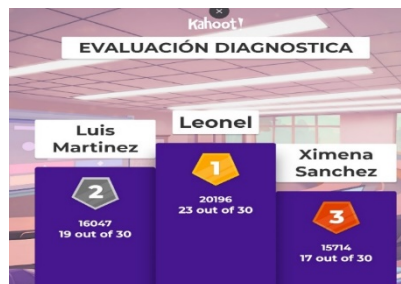 Kahoot!
EVALUACIÓN DIAGNOSTICA
Leonel
1
20196
23 out of 30
Luis
Martinez
2
16047
19 out of 30
Ximena
Sanchez
3
15714
17 out of 30